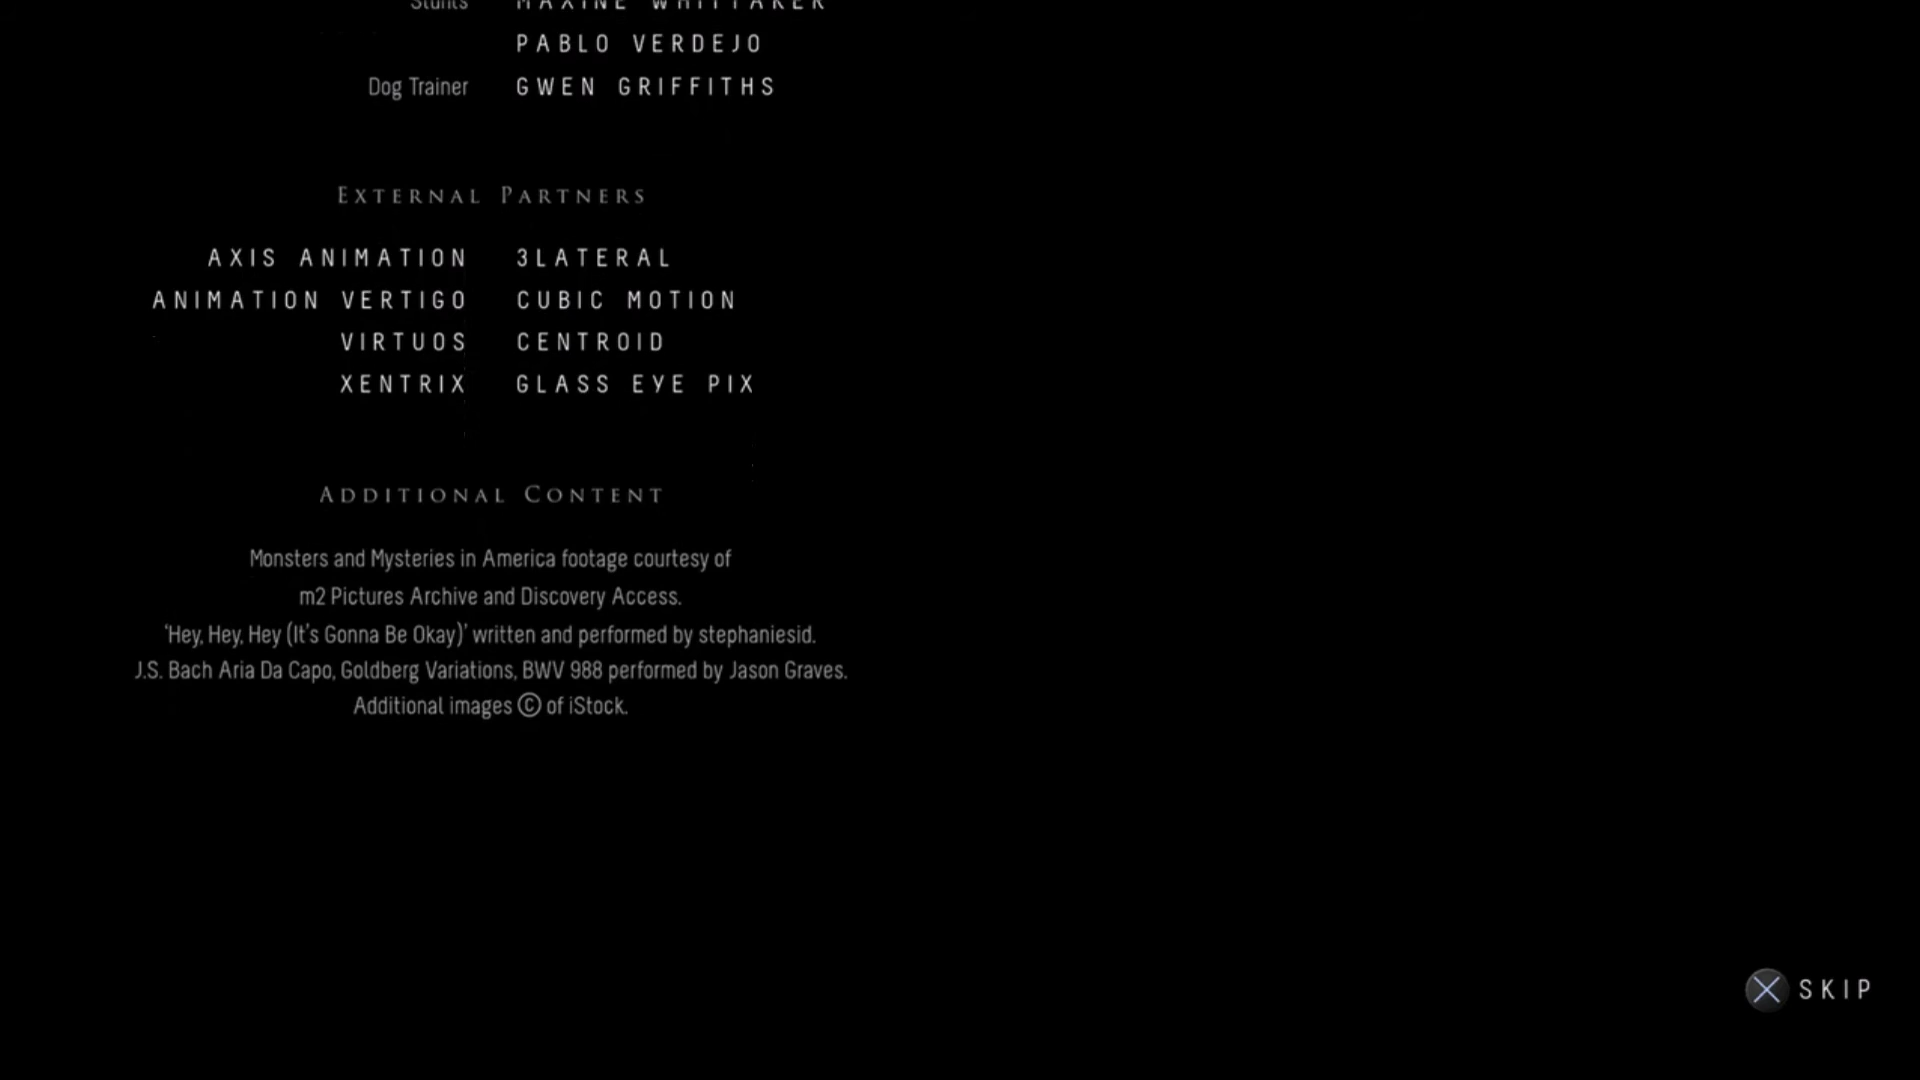 Stunts MAXINE WHITTAKER
PABLO VERDEJO
Dog Trainer GWEN GRIFFITHS
EXTERNAL PARTNERS
AXIS ANIMATION 3LATERAL
ANIMATION VERTIGO CUBIC MOTION
VIRTUOS CENTROID
XENTRIX GLASS EYE PIX
ADDITIONAL CONTENT
Monsters and Mysteries in America footage courtesy of
m2 Pictures Archive and Discovery Access.
‘Hey, Hey, Hey (It’s Gonna Be Okay)’ written and performed by stephaniesid.
J.S. Bach Aria Da Capo, Goldberg Variations, BWV 988 performed by Jason Graves.
Additional images © of iStock.
SKIP